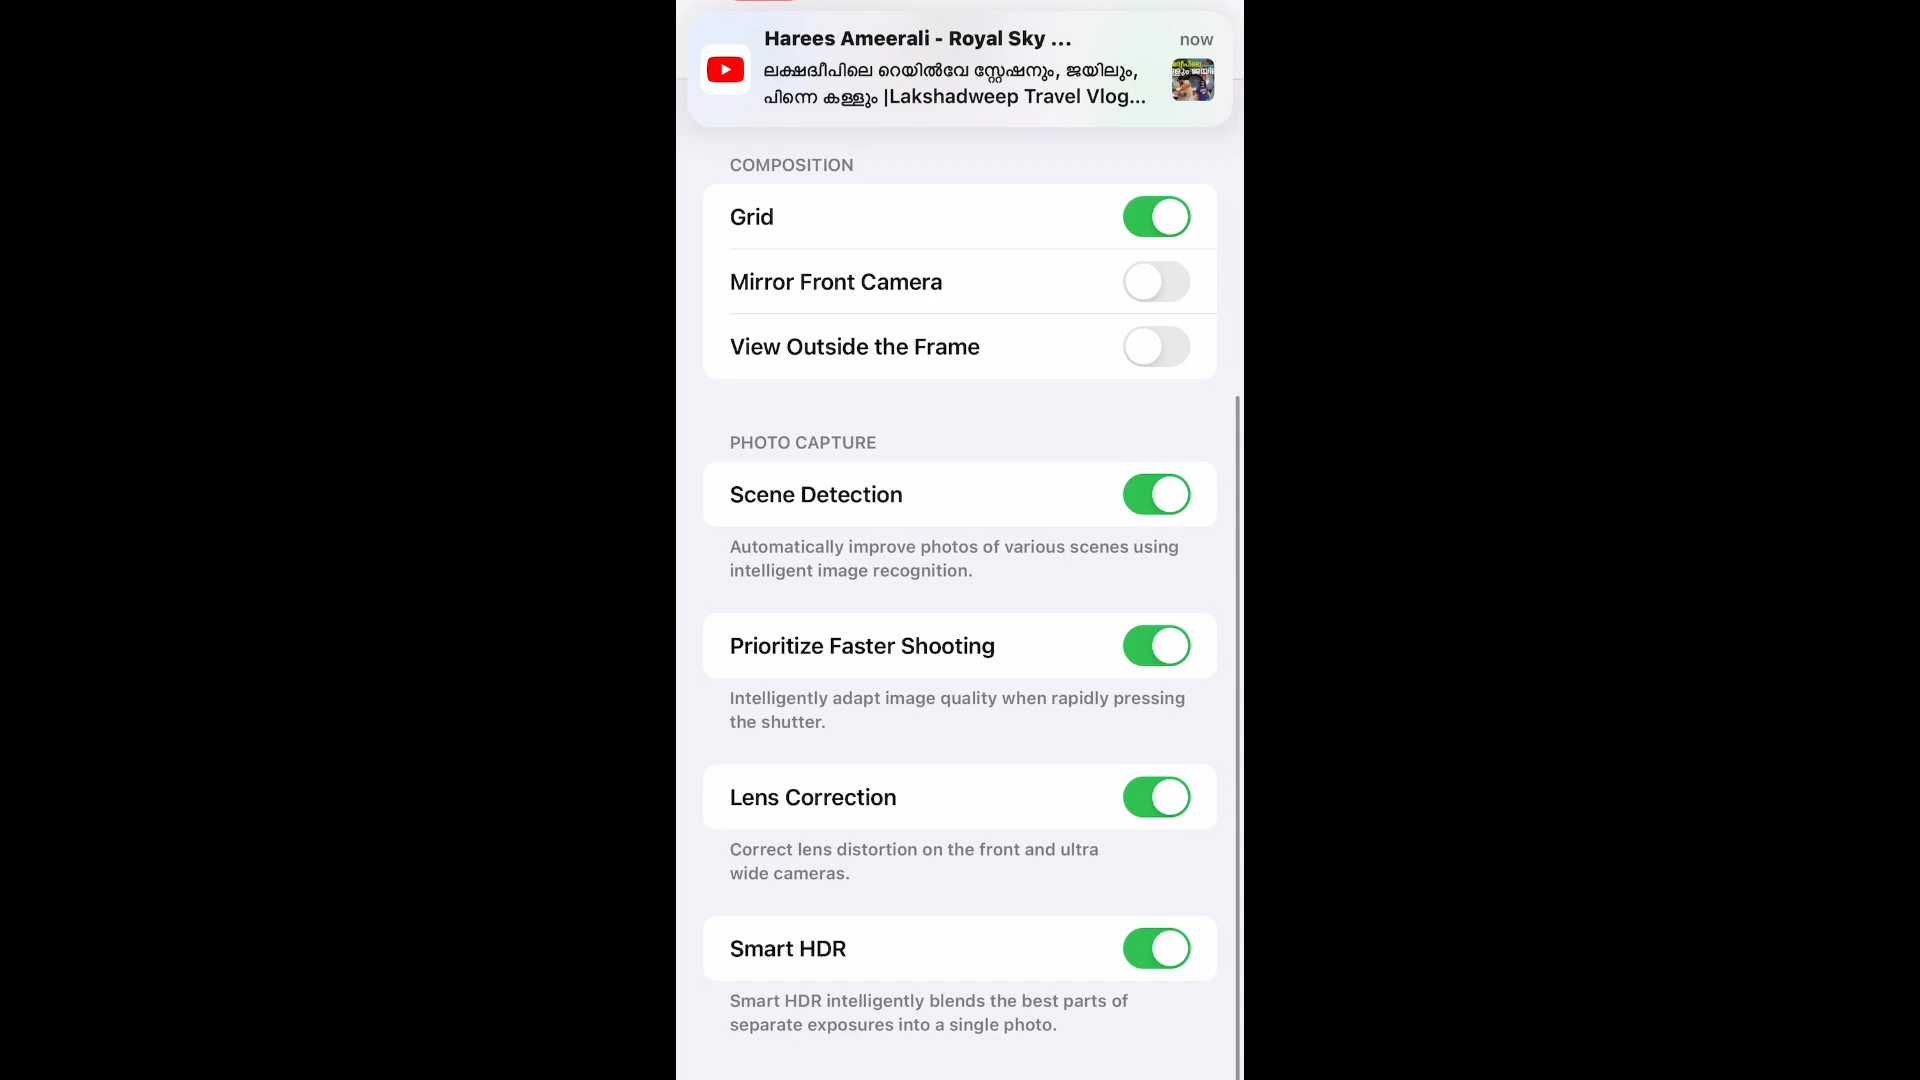 Harees Ameerali - Royal Sky ...
now
ലക്ഷദ്വീപിലെ റെയിൽവേ സ്റ്റേഷനും, ജയിലും,
പിന്നെ കള്ളും |Lakshadweep Travel Vlog...
COMPOSITION
Grid
Mirror Front Camera
View Outside the Frame
PHOTO CAPTURE
Scene Detection
Automatically improve photos of various scenes using
intelligent image recognition.
Prioritize Faster Shooting
Intelligently adapt image quality when rapidly pressing
the shutter.
Lens Correction
Correct lens distortion on the front and ultra
wide cameras.
Smart HDR
Smart HDR intelligently blends the best parts of
separate exposures into a single photo.